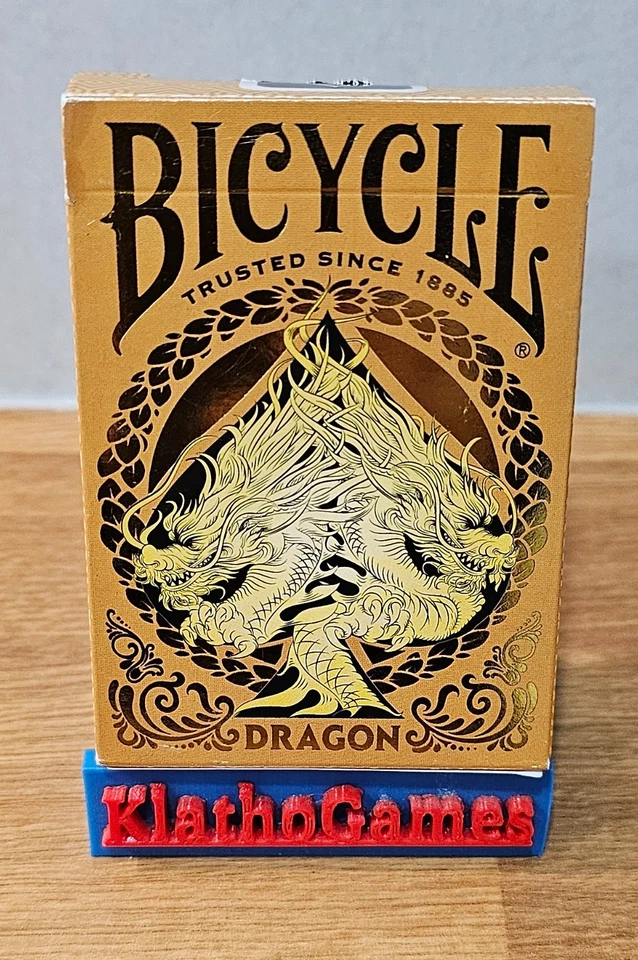 BICYCLE
TRUSTED SINCE 1885
®
DRAGON
KlathoGames